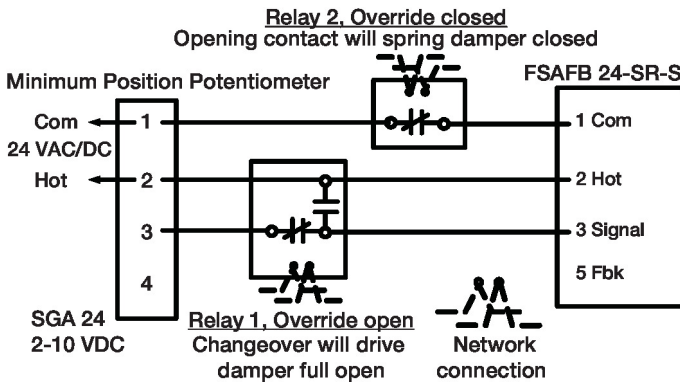 Relay 2, Override closed
Opening contact will spring damper closed
Minimum Position Potentiometer
FSAFB 24-SR-S
Com
1
1 Com
24 VAC/DC
Hot
2
2 Hot
3
3 Signal
4
5 Fbk
SGA 24
2-10 VDC
Relay 1, Override open
Changeover will drive
damper full open
Network
connection